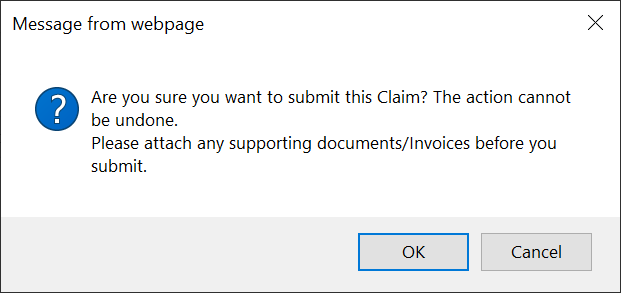 Message from webpage
Are you sure you want to submit this Claim? The action cannot
be undone.
Please attach any supporting documents/Invoices before you
submit.
OK
Cancel